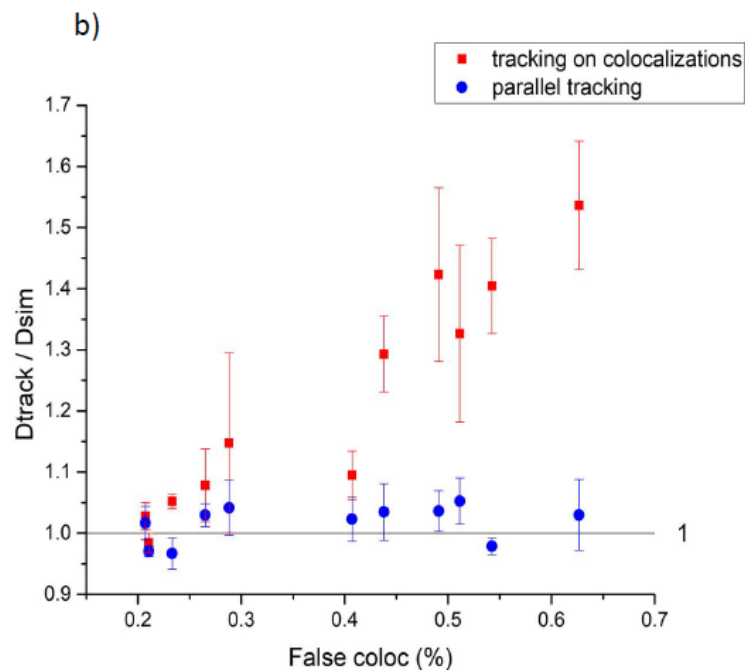 b)
tracking on colocalizations
parallel tracking
1.7
1.6
1.5
1.4
1.3
1.2
1.1
1.0
0.9
1
Dtrack / Dsim
0.2 0.3 0.4 0.5 0.6 0.7
False coloc (%)